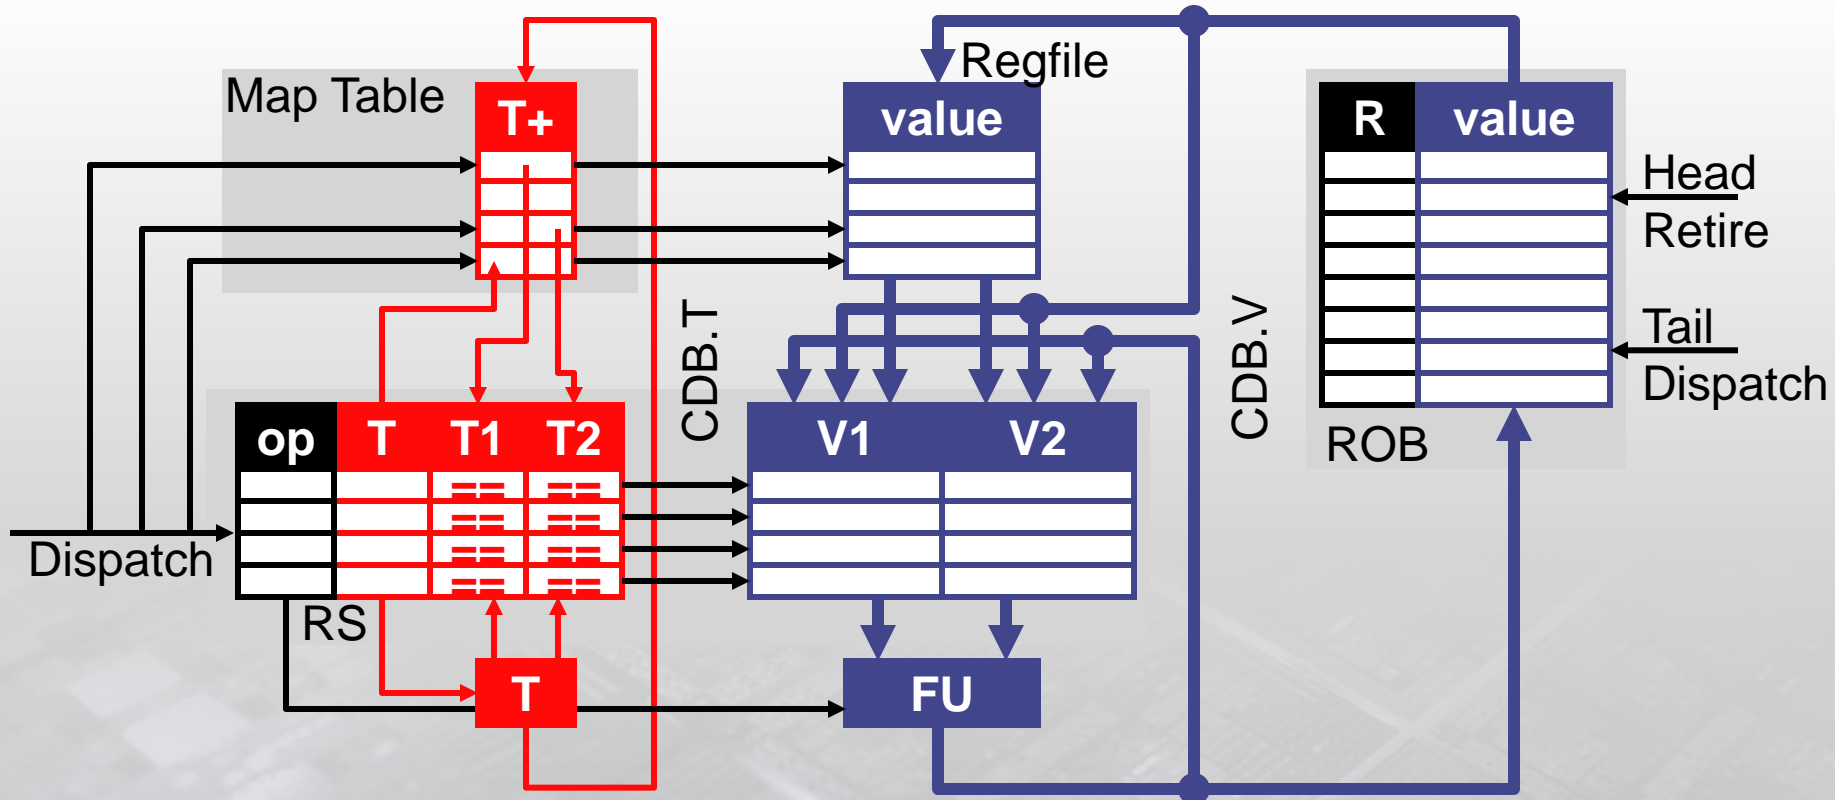 Regfile
Map Table
T+
value
R
value
Head
Retire
CDB.T
CDB.V
Tail
Dispatch
op
T
T1
T2
V1
V2
ROB
==
==
==
==
==
==
==
==
Dispatch
RS
T
FU